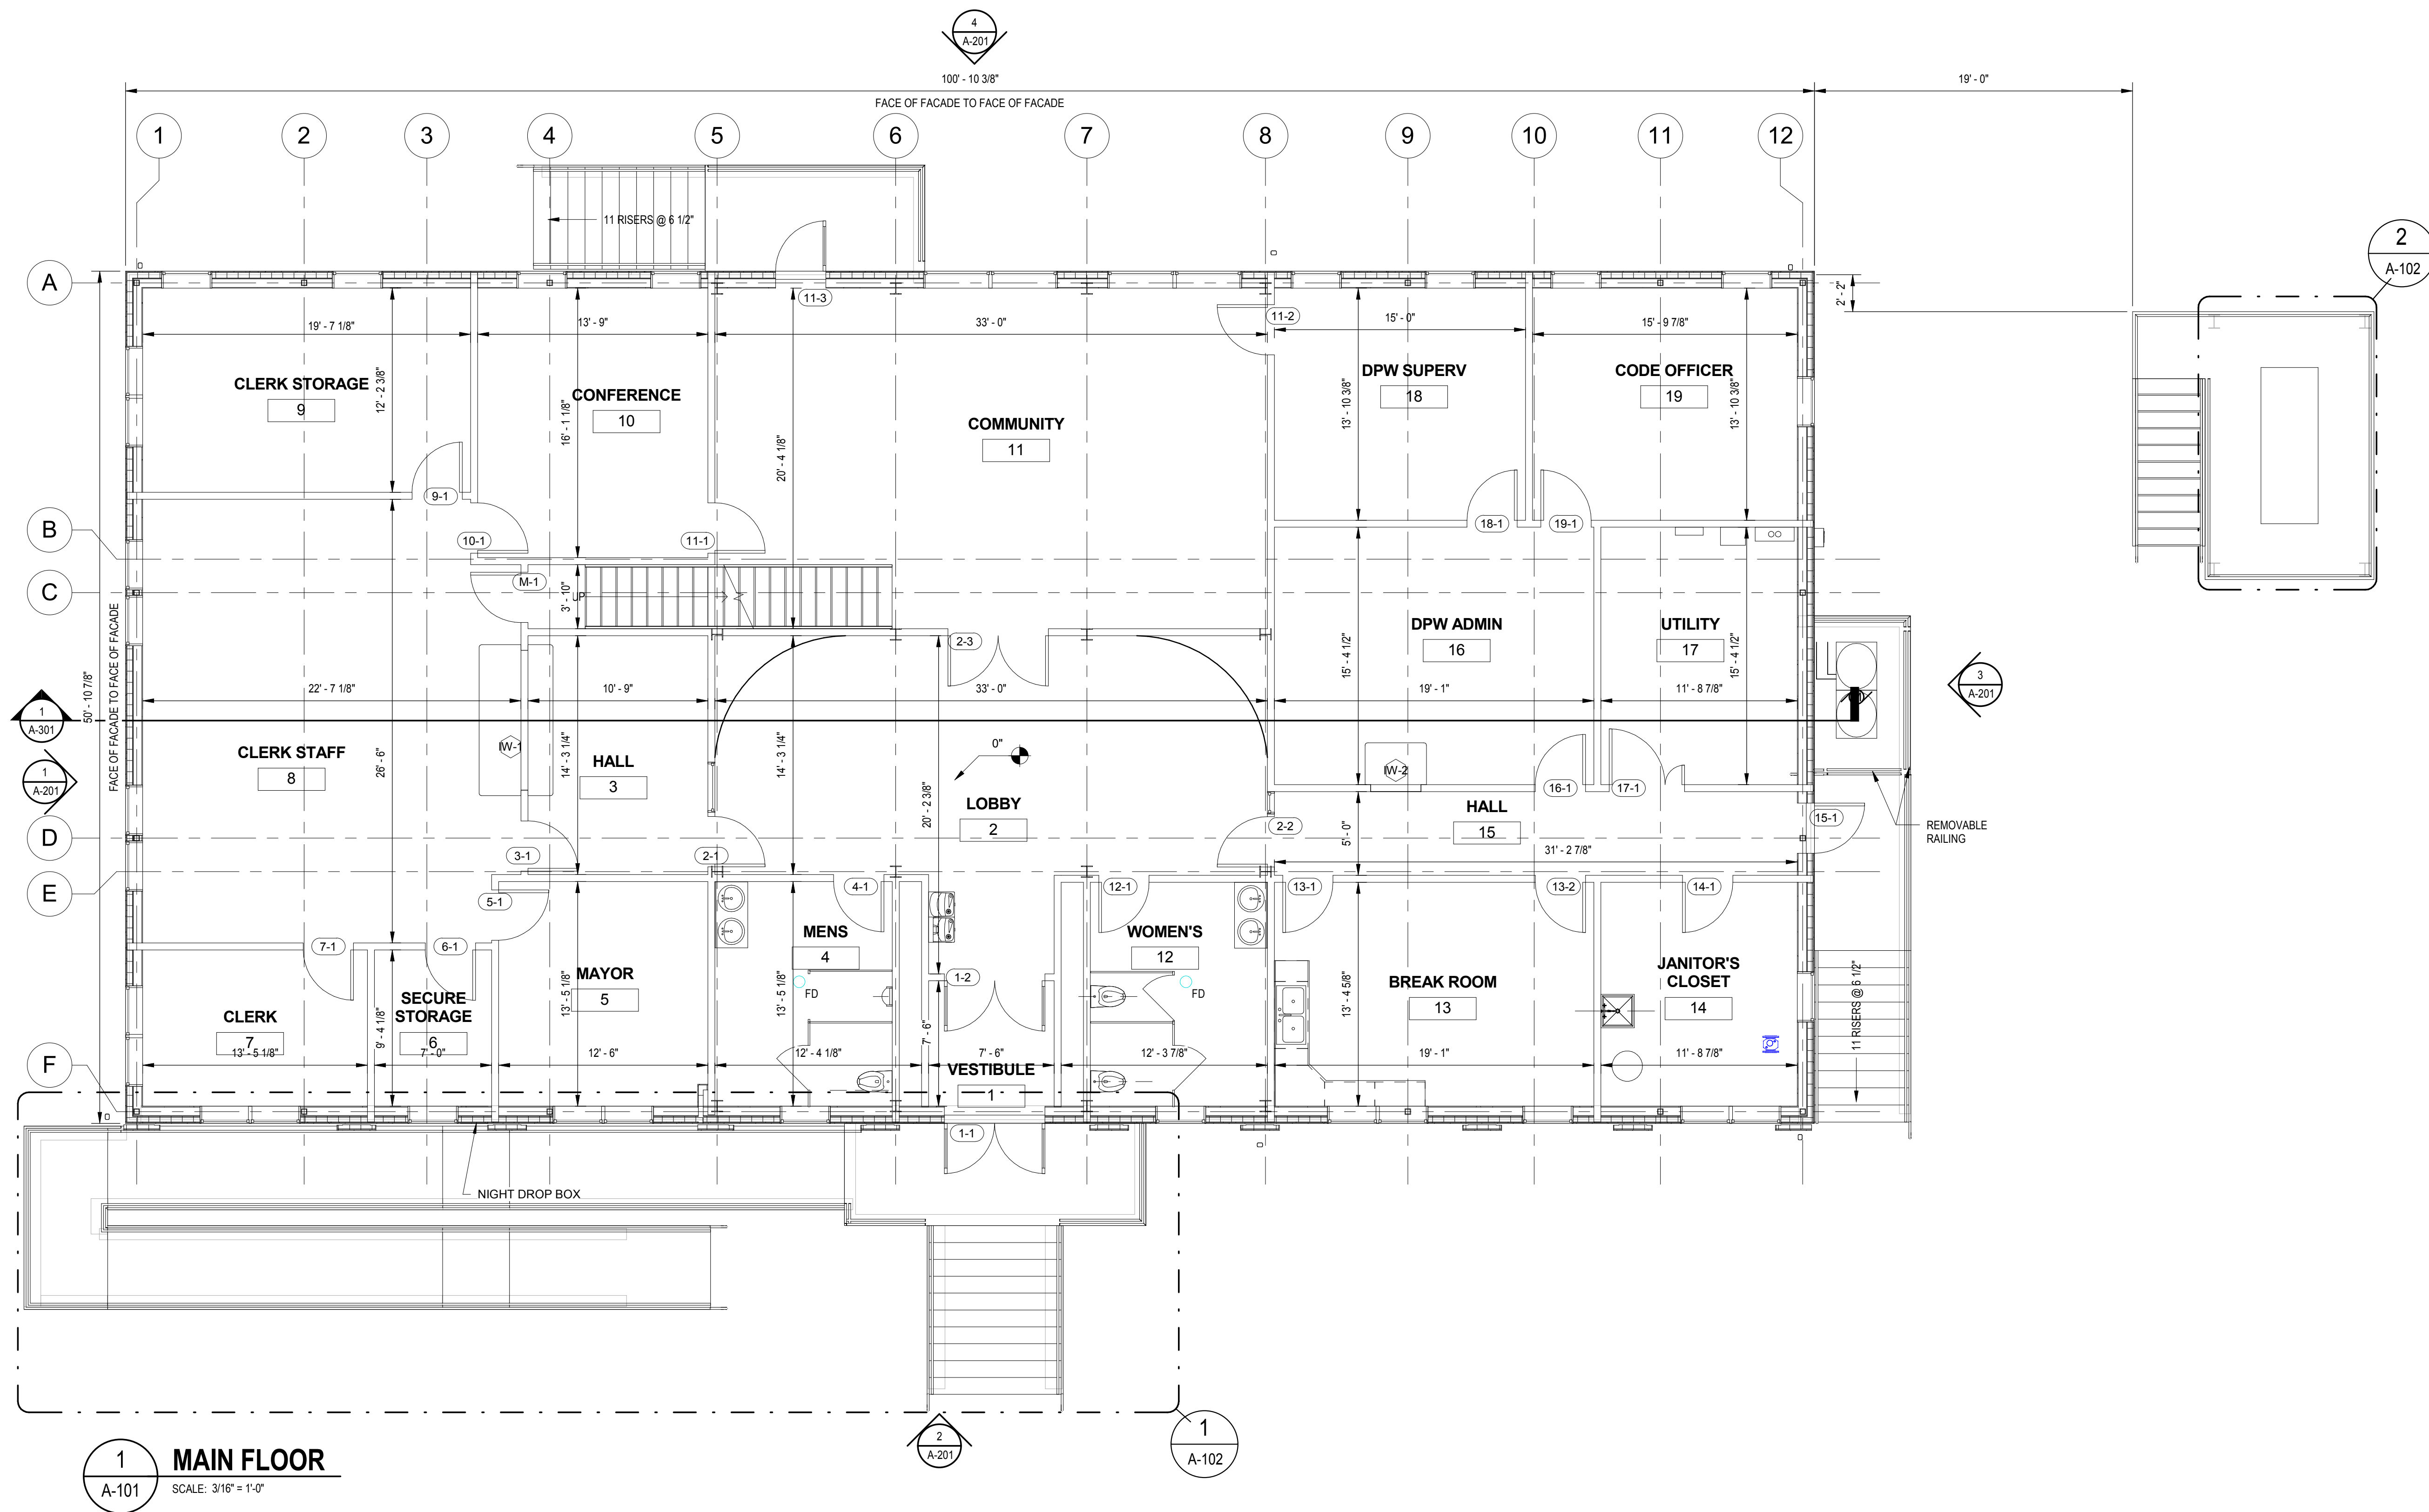 4
A-201
100' - 10 3/8"
19' - 0"
FACE OF FACADE TO FACE OF FACADE
1
2
3
4
5
6
7
8
9
10
11
12
11 RISERS @ 6 1/2"
2
A-102
A
11-3
11-2
2' - 2"
19' - 7 1/8"
13' - 9"
33' - 0"
15' - 0"
15' - 9 7/8"
CLERK STORAGE
9
12' - 2 3/8"
CONFERENCE
10
16' - 1 1/8"
COMMUNITY
11
20' - 4 1/8"
DPW SUPERV
18
13' - 10 3/8"
CODE OFFICER
19
13' - 10 3/8"
9-1
B
10-1
11-1
18-1
19-1
C
M-1
UP
3' - 10"
2-3
DPW ADMIN
16
15' - 4 1/2"
UTILITY
17
15' - 4 1/2"
3
A-201
22' - 7 1/8"
10' - 9"
33' - 0"
19' - 1"
11' - 8 7/8"
1
A-301
50' - 10 7/8"
FACE OF FACADE TO FACE OF FACADE
1
A-201
CLERK STAFF
8
26' - 6"
IW-1
HALL
3
14' - 3 1/4"
14' - 3 1/4"
0"
LOBBY
2
20' - 2 3/8"
IW-2
16-1
17-1
HALL
15
5' - 0"
31' - 2 7/8"
15-1
REMOVABLE
RAILING
D
3-1
2-1
2-2
E
5-1
4-1
12-1
13-1
13-2
14-1
7-1
6-1
MENS
4
FD
1-2
WOMEN'S
12
FD
MAYOR
5
13' - 5 1/8"
13' - 5 1/8"
BREAK ROOM
13
13' - 4 5/8"
JANITOR'S
CLOSET
14
11 RISERS @ 6 1/2"
CLERK
7
13' - 5 1/8"
SECURE
STORAGE
6
9' - 4 1/8"
7' - 0"
12' - 6"
12' - 4 1/8"
7' - 6"
7' - 6"
12' - 3 7/8"
19' - 1"
11' - 8 7/8"
F
VESTIBULE
1
1-1
NIGHT DROP BOX
2
A-201
1
A-102
1
A-101
MAIN FLOOR
SCALE: 3/16" = 1'-0"